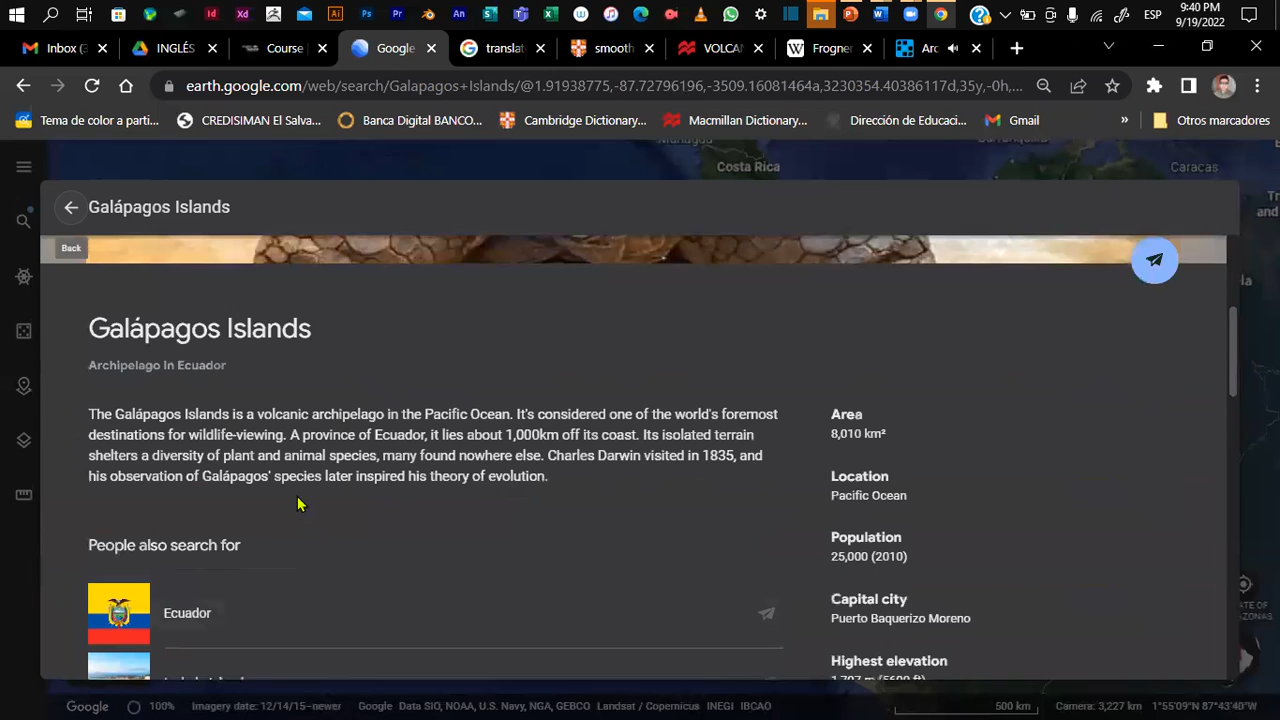 9:40 PM
ESP
9/19/2022
Inbox (3
INGLÉS
Course
Google
translat
smooth
VOLCAN
Frogner
Arc
earth.google.com/web/search/Galapagos+Islands/@1.91938775,-87.72796196,-3509.16081464a,3230354.40386117d,35y,-0h,...
Tema de color a parti...
CREDISIMAN El Salva...
Banca Digital BANCO...
Cambridge Dictionary...
Macmillan Dictionary...
Dirección de Educaci...
Gmail
»
Otros marcadores
Costa Rica
Caracas
Galápagos Islands
Back
Galápagos Islands
Archipelago In Ecuador
The Galápagos Islands is a volcanic archipelago in the Pacific Ocean. It's considered one of the world's foremost
destinations for wildlife-viewing. A province of Ecuador, it lies about 1,000km off its coast. Its isolated terrain
shelters a diversity of plant and animal species, many found nowhere else. Charles Darwin visited in 1835, and
his observation of Galápagos' species later inspired his theory of evolution.
People also search for
Ecuador
Area
8,010 km²
Location
Pacific Ocean
Population
25,000 (2010)
Capital city
Puerto Baquerizo Moreno
Highest elevation
Google
100%
Imagery date: 12/14/15–newer
Google Data SIO, NOAA, U.S. Navy, NGA, GEBCO Landsat / Copernicus INEGI IBCAO
500 km
Camera: 3,227 km
1°55'09"N 87°43'40"W